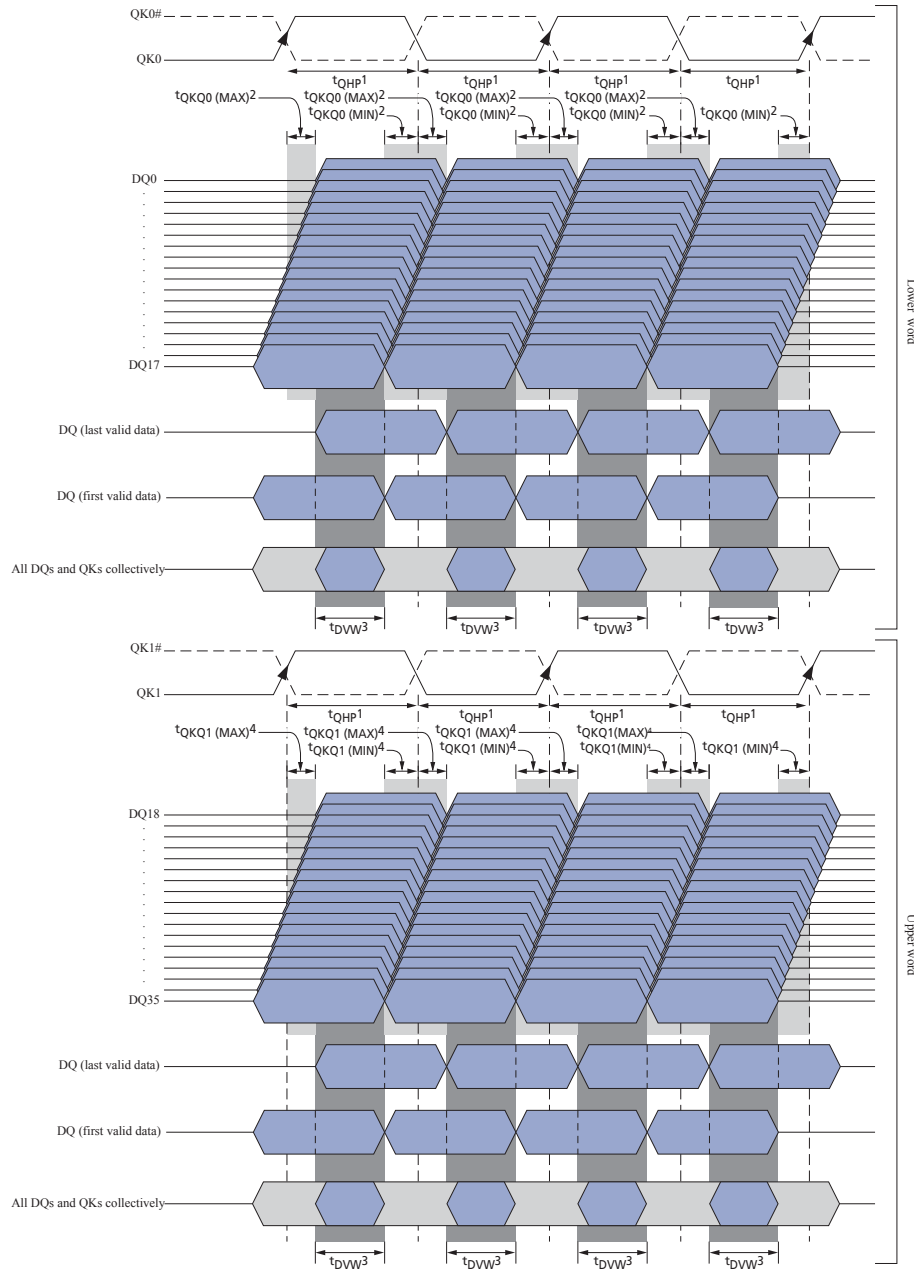 QK0#
QK0
tQHP1 tQHP1 tQHP1 tQHP1
tQKQ0 (MAX)2 tQKQ0 (MAX)2 tQKQ0 (MAX)2 tQKQ0 (MAX)2
tQKQ0 (MIN)2 tQKQ0 (MIN)2 tQKQ0 (MIN)2 tQKQ0 (MIN)2
DQ0
DQ17
DQ (last valid data)
DQ (first valid data)
All DQs and QKs collectively
tDVW3 tDVW3 tDVW3 tDVW3
Lower Word
QK1#
QK1
tQHP1 tQHP1 tQHP1 tQHP1
tQKQ1 (MAX)4 tQKQ1 (MAX)4 tQKQ1 (MAX)4 tQKQ1(MAX)4
tQKQ1 (MIN)4 tQKQ1 (MIN)4 tQKQ1(MIN)4 tQKQ1 (MIN)4
DQ18
DQ35
DQ (last valid data)
DQ (first valid data)
All DQs and QKs collectively
tDVW3 tDVW3 tDVW3 tDVW3
Upper Word